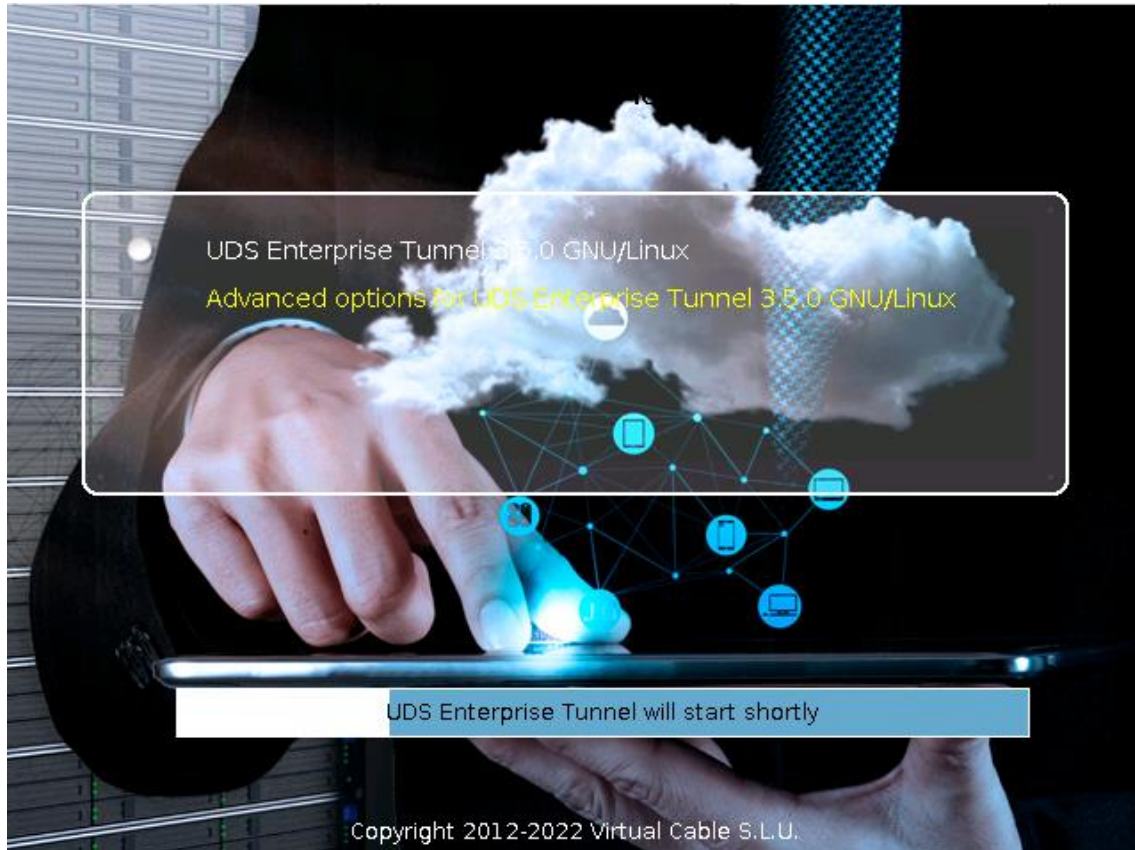 UDS Enterprise Tunnel 3.5.0 GNU/Linux
Advanced options for UDS Enterprise Tunnel 3.5.0 GNU/Linux
UDS Enterprise Tunnel will start shortly
Copyright 2012-2022 Virtual Cable S.L.U.